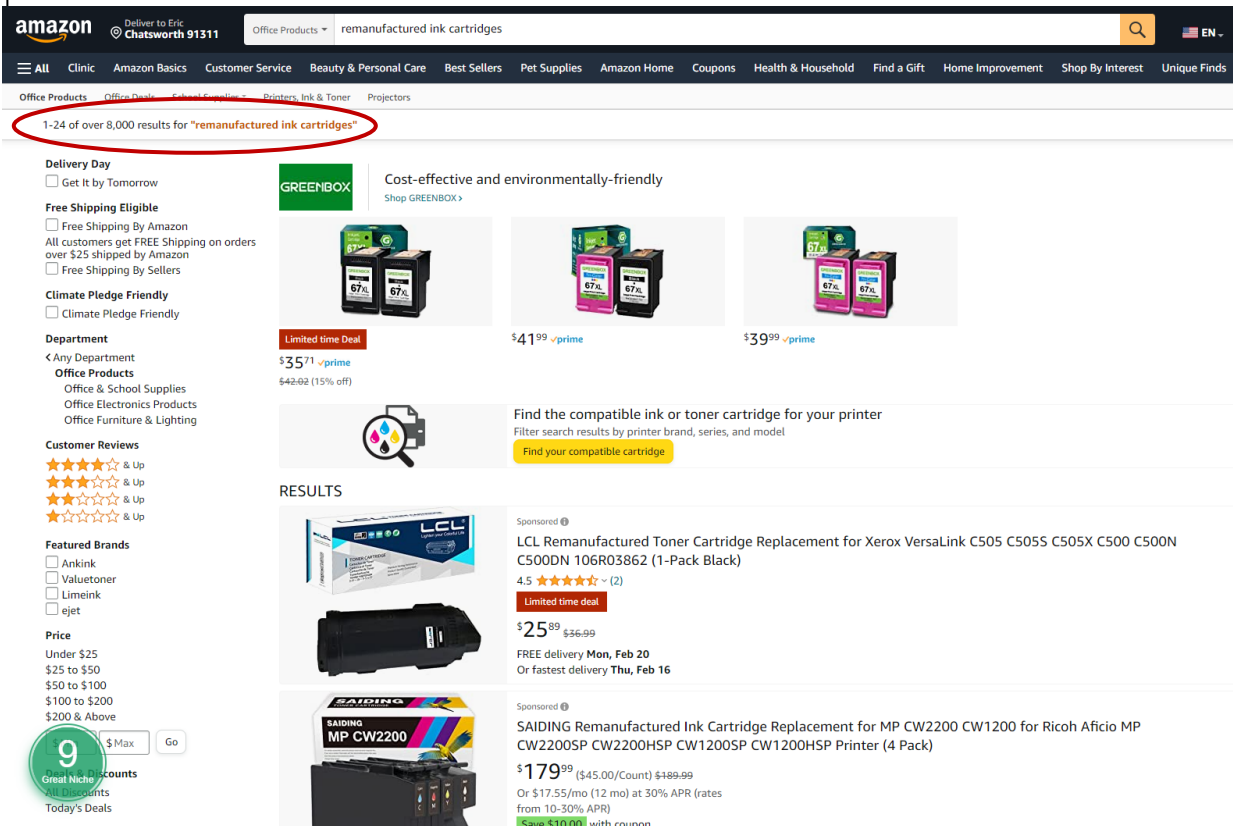 amazon
Deliver to Eric
Chatsworth 91311
Office Products
remanufactured ink cartridges
EN
All Clinic Amazon Basics Customer Service Beauty & Personal Care Best Sellers Pet Supplies Amazon Home Coupons Health & Household Find a Gift Home Improvement Shop By Interest Unique Finds
Office Products Office Deals School Supplies Printers, Ink & Toner Projectors
1-24 of over 8,000 results for "remanufactured ink cartridges"
Delivery Day
Get It by Tomorrow
Free Shipping Eligible
Free Shipping By Amazon
All customers get FREE Shipping on orders
over $25 shipped by Amazon
Free Shipping By Sellers
Climate Pledge Friendly
Climate Pledge Friendly
Department
Any Department
Office Products
Office & School Supplies
Office Electronics Products
Office Furniture & Lighting
Customer Reviews
& Up
& Up
& Up
& Up
Featured Brands
Ankink
Valuetoner
Limeink
ejet
Price
Under $25
$25 to $50
$50 to $100
$100 to $200
$200 & Above
$ Max Go
9
Great Niche
Deals & Discounts
All Discounts
Today's Deals
GREENBOX
Cost-effective and environmentally-friendly
Shop GREENBOX >
67XL
67XL
67XL
67XL
67XL
67XL
Limited time Deal
$35 71 prime
$42.02 (15% off)
$41 99 prime
$39 99 prime
Find the compatible ink or toner cartridge for your printer
Filter search results by printer brand, series, and model
Find your compatible cartridge
RESULTS
LCL
TONER CARTRIDGE
Sponsored
LCL Remanufactured Toner Cartridge Replacement for Xerox VersaLink C505 C505S C505X C500 C500N
C500DN 106R03862 (1-Pack Black)
4.5 (2)
Limited time deal
$25 89 $36.99
FREE delivery Mon, Feb 20
Or fastest delivery Thu, Feb 16
SAIDING
SAIDING
MP CW2200
Sponsored
SAIDING Remanufactured Ink Cartridge Replacement for MP CW2200 CW1200 for Ricoh Aficio MP
CW2200SP CW2200HSP CW1200SP CW1200HSP Printer (4 Pack)
$179 99 ($45.00/Count) $189.99
Or $17.55/mo (12 mo) at 30% APR (rates
from 10-30% APR)
Save $10.00 with coupon